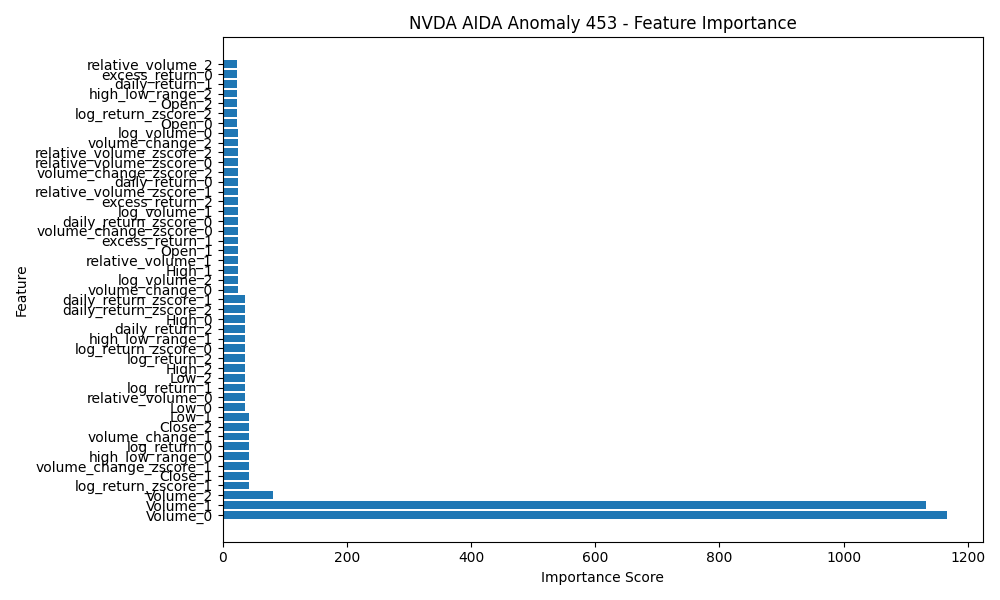 NVDA AIDA Anomaly 453 - Feature Importance
relative_volume_2
excess_return_0
daily_return_1
high_low_range_2
Open_2
log_return_zscore_2
Open_0
log_volume_0
volume_change_2
relative_volume_zscore_2
relative_volume_zscore_0
volume_change_zscore_2
daily_return_0
relative_volume_zscore_1
excess_return_2
log_volume_1
daily_return_zscore_0
volume_change_zscore_0
excess_return_1
Open_1
relative_volume_1
High_1
log_volume_2
volume_change_0
daily_return_zscore_1
daily_return_zscore_2
High_0
daily_return_2
high_low_range_1
log_return_zscore_0
log_return_2
High_2
Low_2
log_return_1
relative_volume_0
Low_0
Low_1
Close_2
volume_change_1
log_return_0
high_low_range_0
volume_change_zscore_1
Close_1
log_return_zscore_1
Volume_2
Volume_1
Volume_0
Feature
0 200 400 600 800 1000 1200
Importance Score